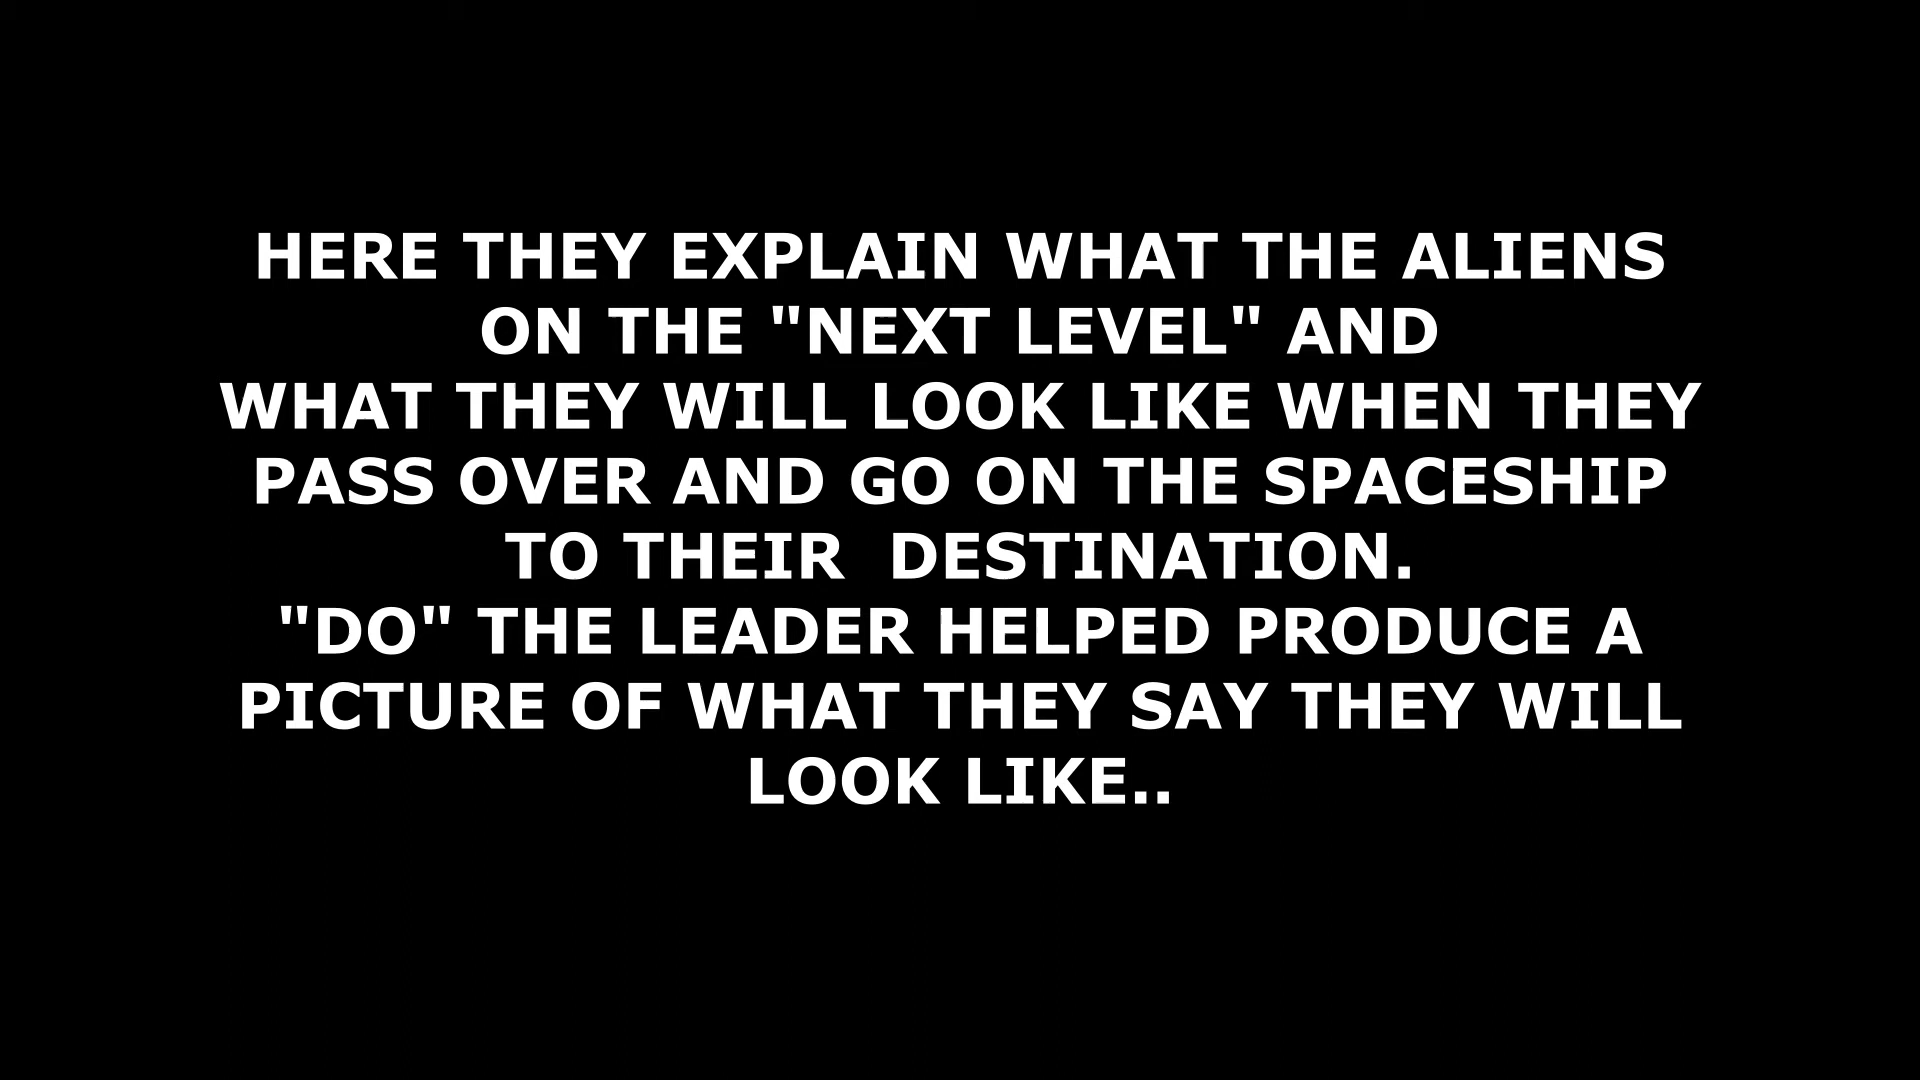 HERE THEY EXPLAIN WHAT THE ALIENS
ON THE "NEXT LEVEL" AND
WHAT THEY WILL LOOK LIKE WHEN THEY
PASS OVER AND GO ON THE SPACESHIP
TO THEIR  DESTINATION.
"DO" THE LEADER HELPED PRODUCE A
PICTURE OF WHAT THEY SAY THEY WILL
LOOK LIKE..